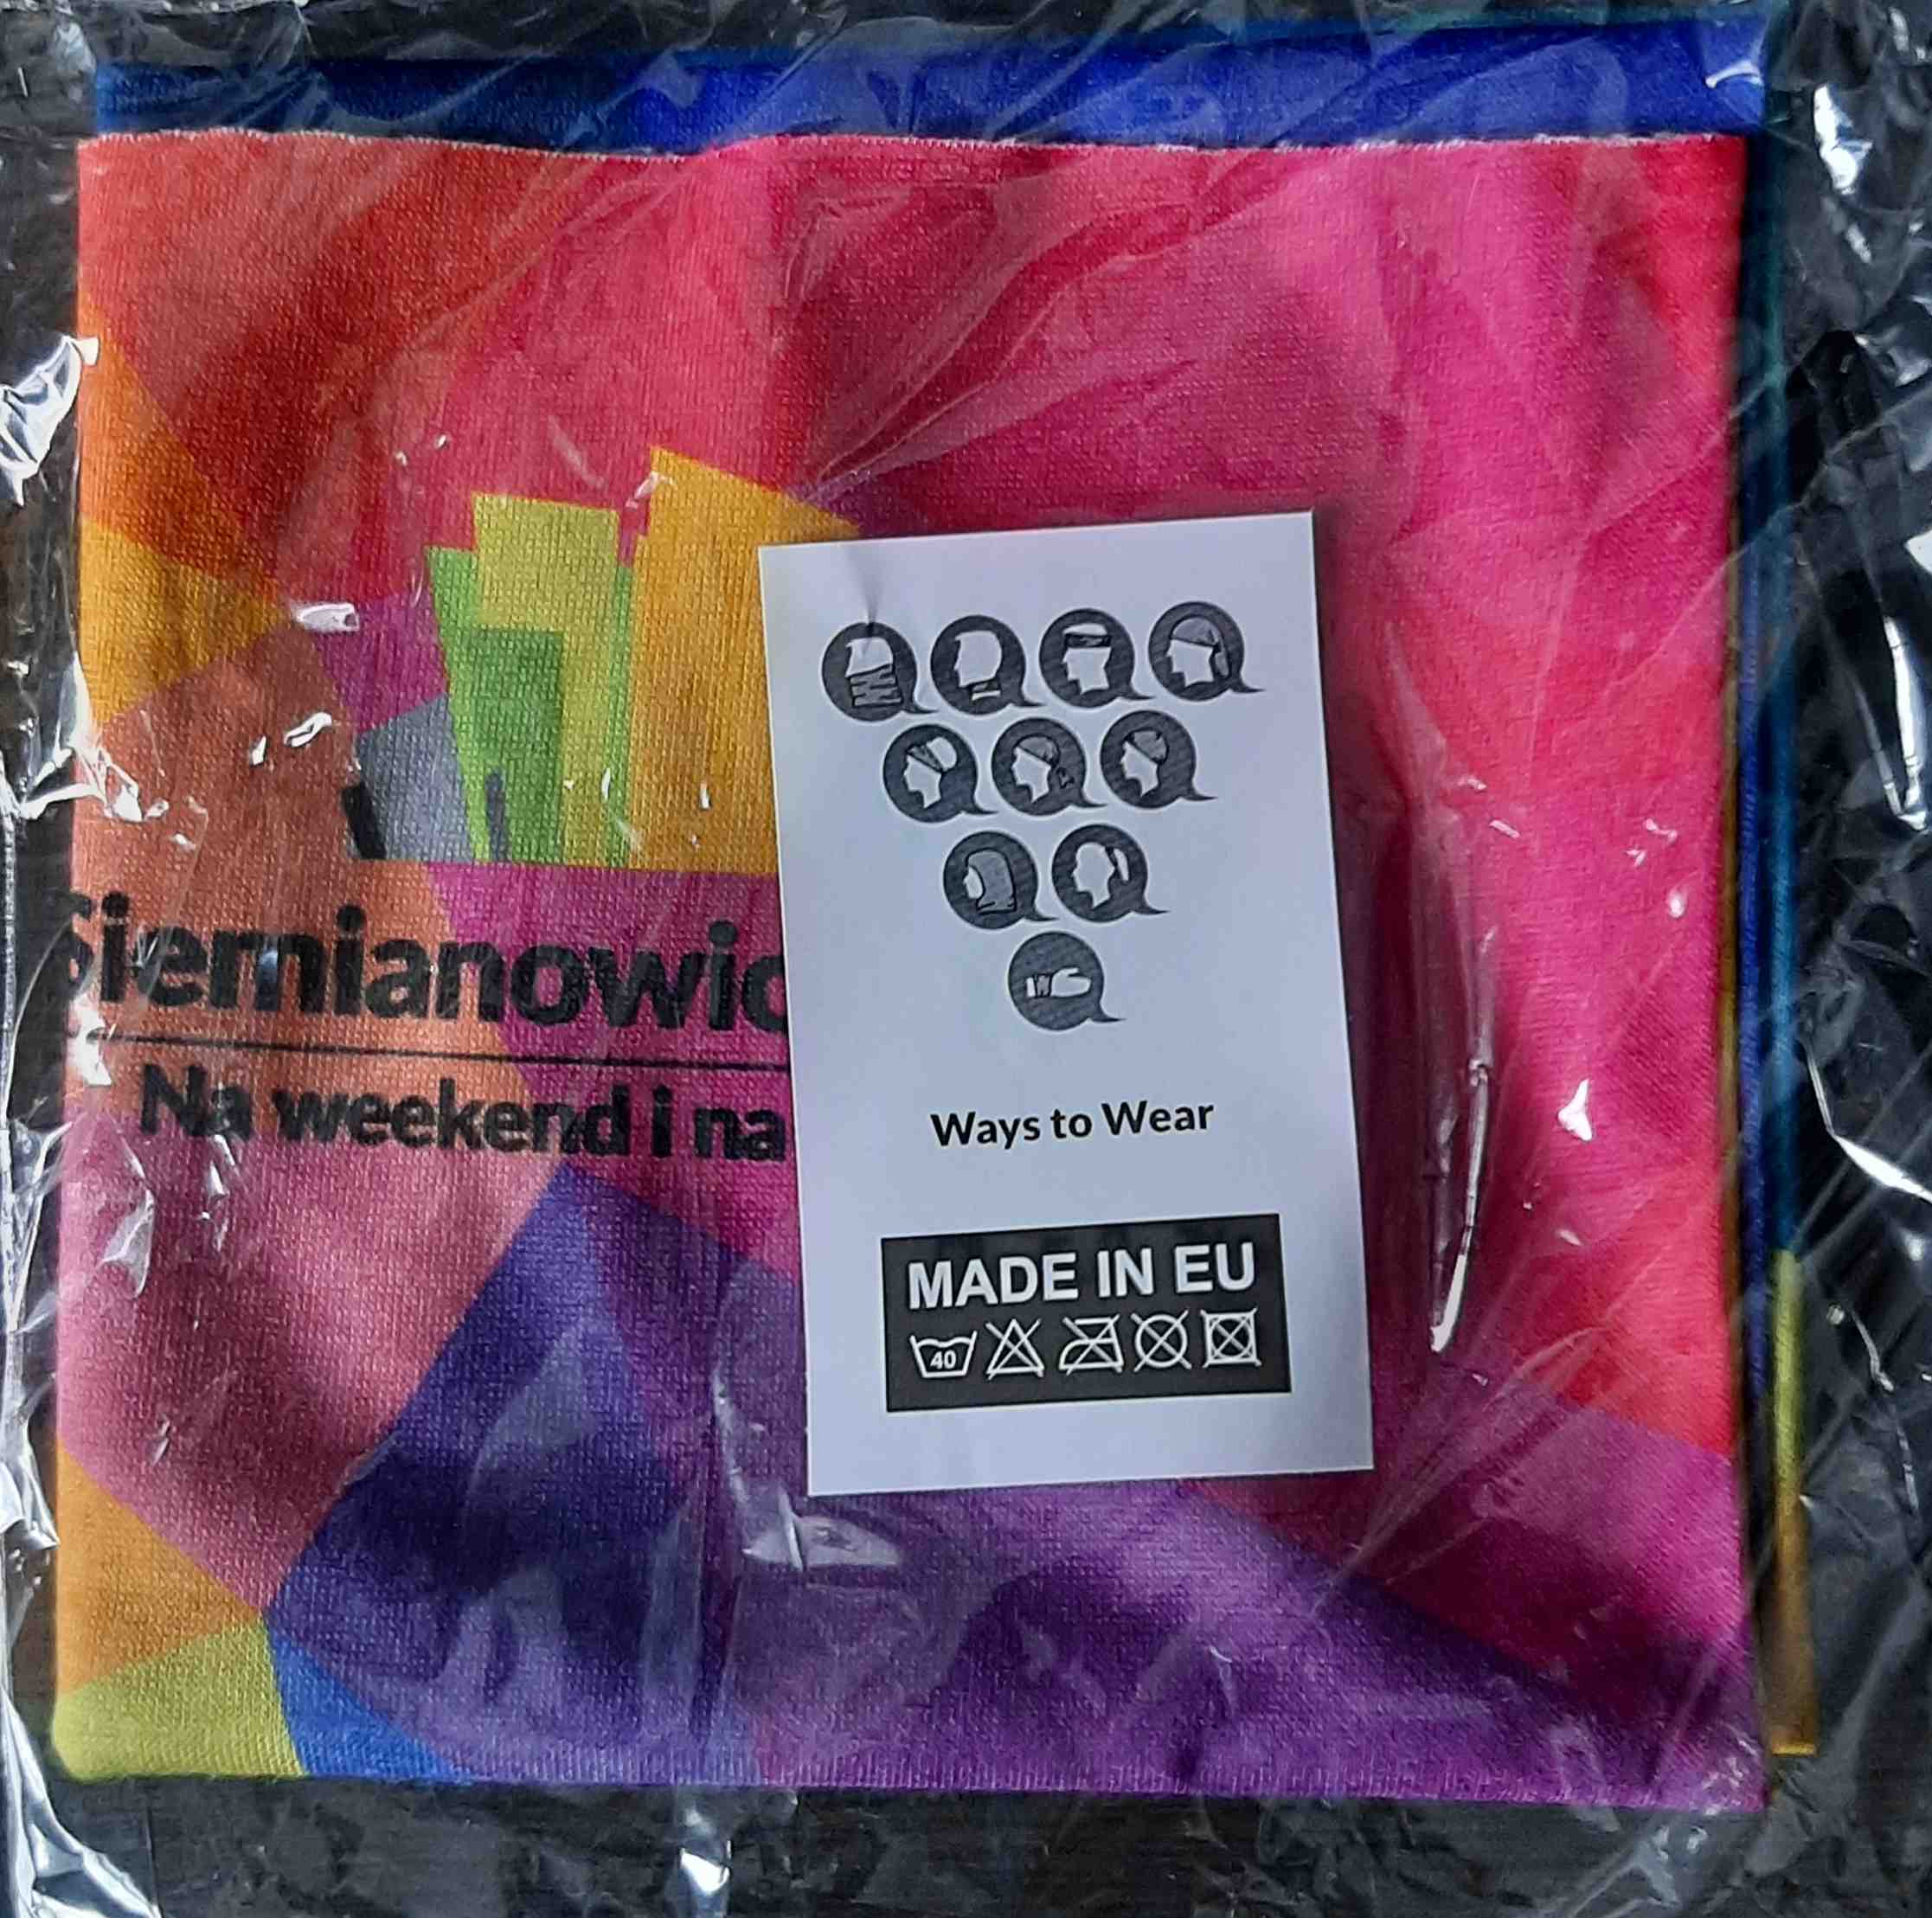 Siemianowic
Na weekend i na
Ways to Wear
MADE IN EU
40